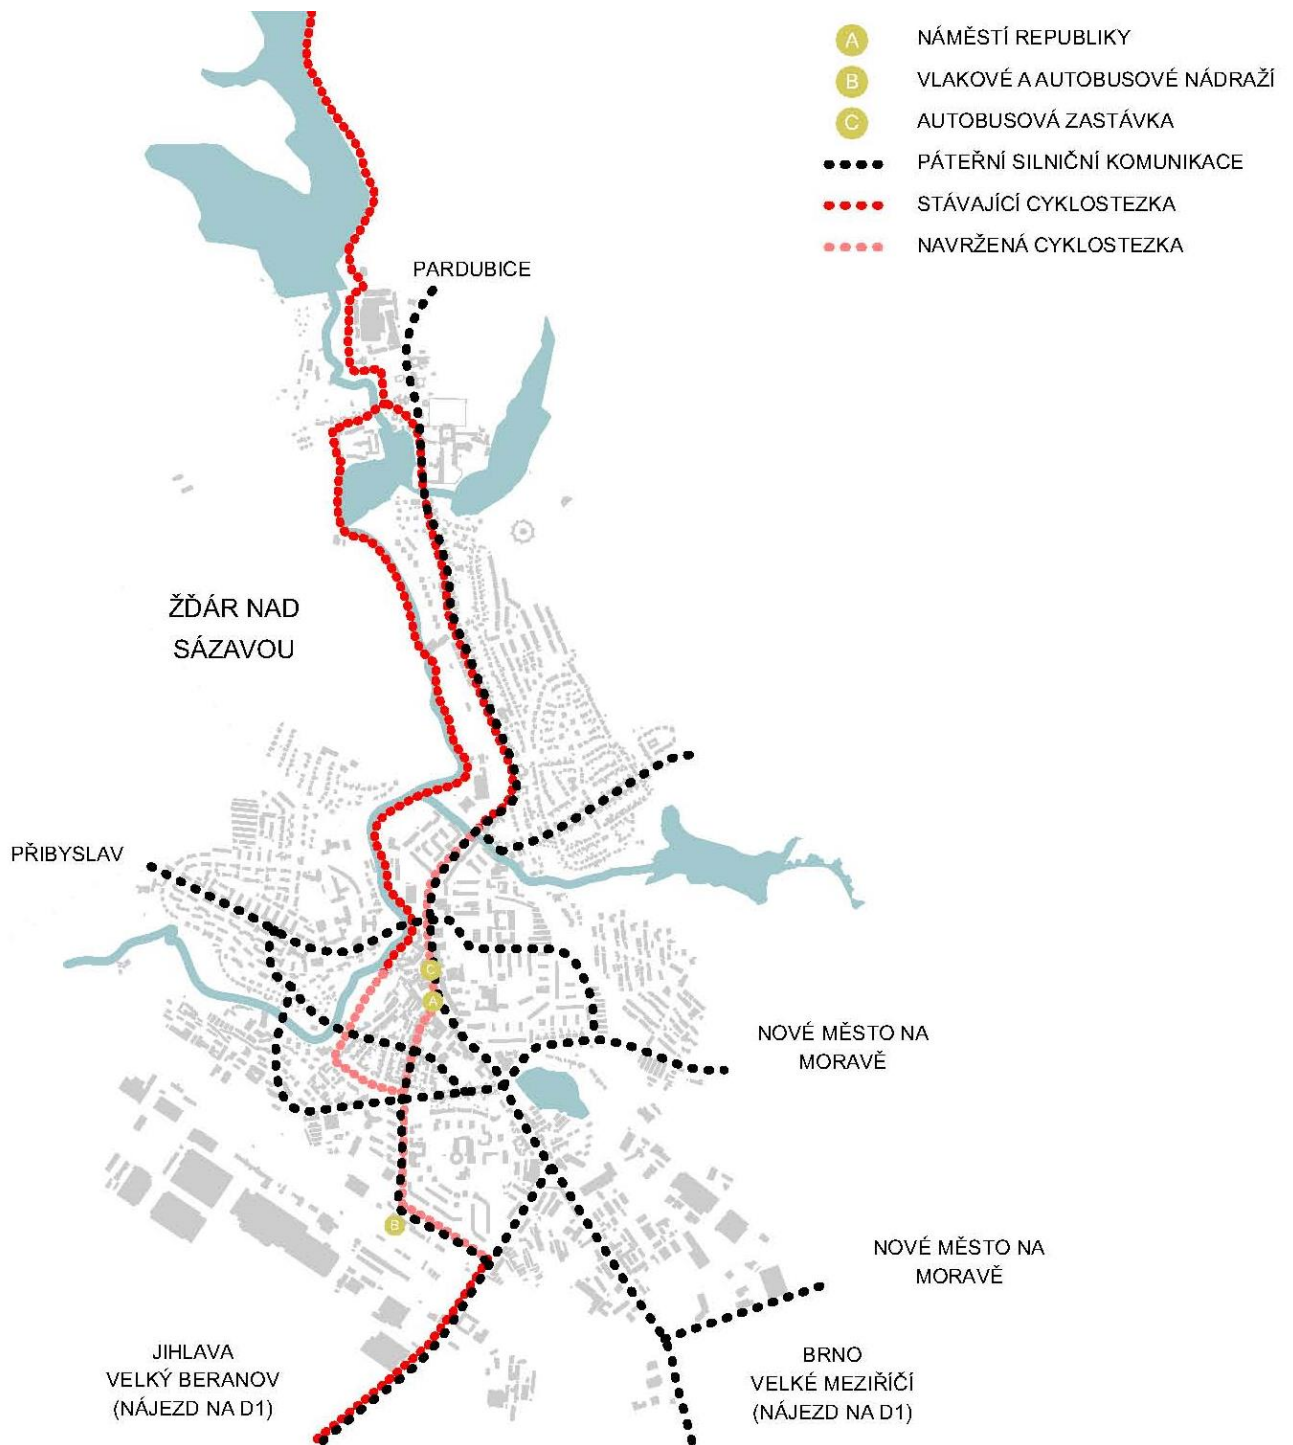 A NÁMĚSTÍ REPUBLIKY
B VLAKOVÉ A AUTOBUSOVÉ NÁDRAŽÍ
C AUTOBUSOVÁ ZASTÁVKA
PÁTEŘNÍ SILNIČNÍ KOMUNIKACE
STÁVAJÍCÍ CYKLOSTEZKA
NAVRŽENÁ CYKLOSTEZKA
PARDUBICE
ŽĎÁR NAD
SÁZAVOU
PŘIBYSLAV
C
A
NOVÉ MĚSTO NA
MORAVĚ
B
NOVÉ MĚSTO NA
MORAVĚ
JIHLAVA
VELKÝ BERANOV
(NÁJEZD NA D1)
BRNO
VELKÉ MEZIŘÍČÍ
(NÁJEZD NA D1)